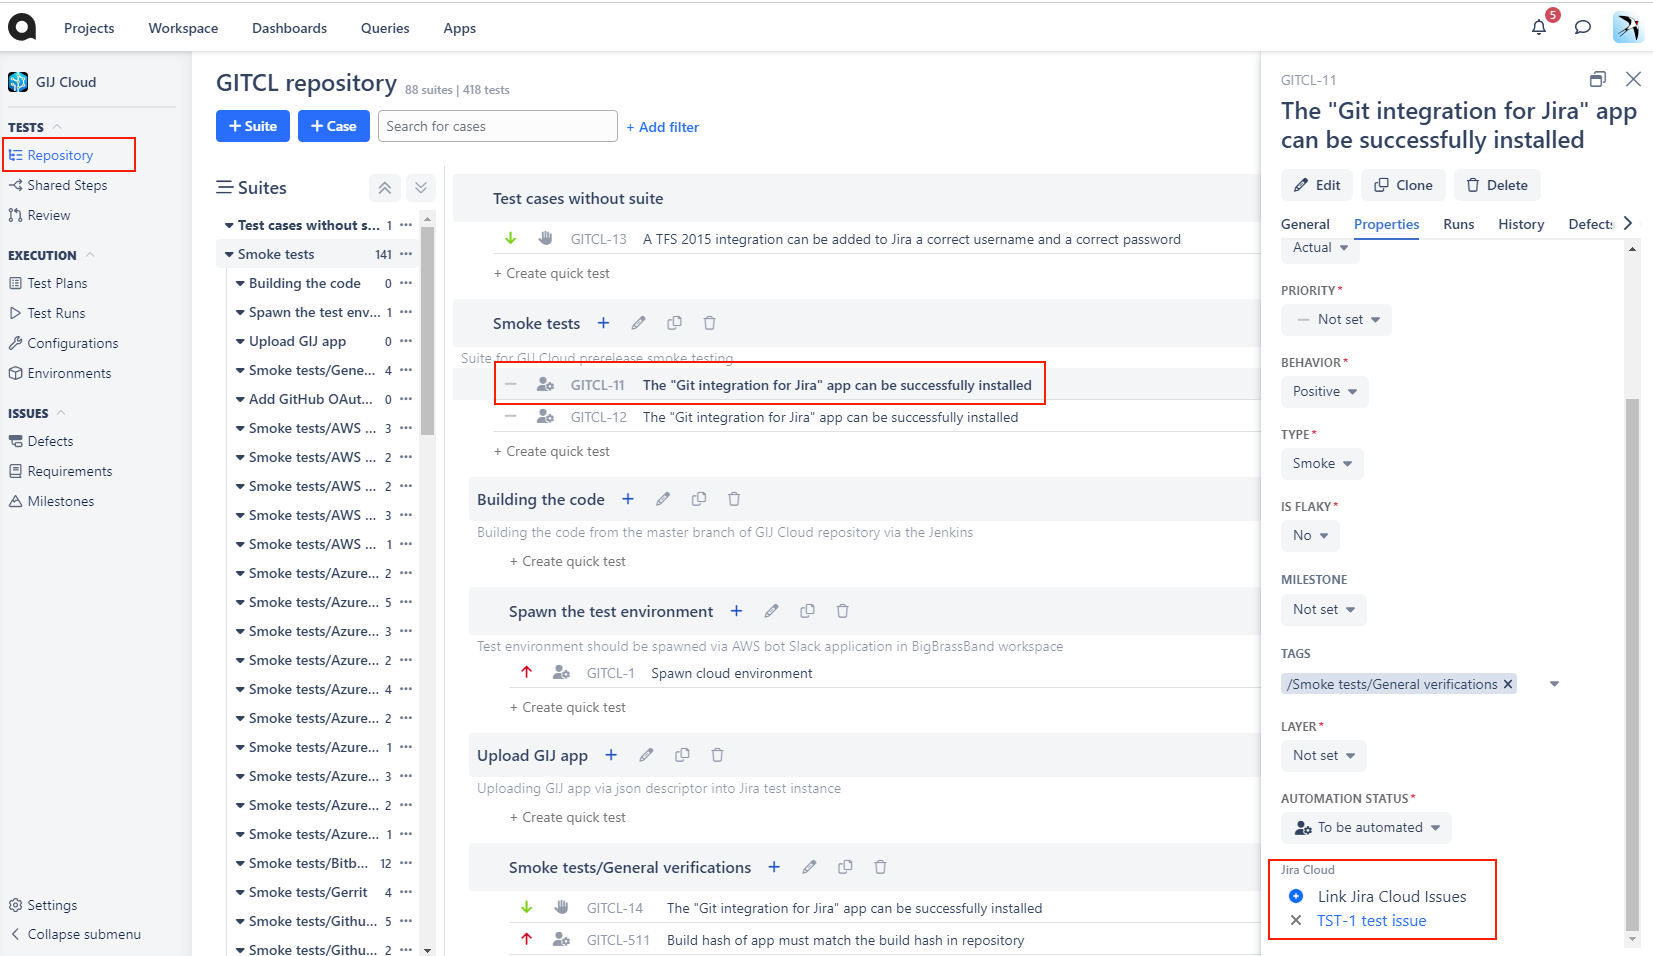 Projects
Workspace
Dashboards
Queries
Apps
5
GIJ Cloud
TESTS
Repository
Shared Steps
Review
EXECUTION
Test Plans
Test Runs
Configurations
Environments
ISSUES
Defects
Requirements
Milestones
Settings
Collapse submenu
GITCL repository 88 suites | 418 tests
+ Suite
+ Case
Search for cases
+ Add filter
Suites
Test cases without s... 1 ···
Smoke tests 141 ···
Building the code 0 ···
Spawn the test env... 1 ···
Upload GIJ app 0 ···
Smoke tests/Gene... 4 ···
Add GitHub OAut... 0 ···
Smoke tests/AWS ... 3 ···
Smoke tests/AWS ... 2 ···
Smoke tests/AWS ... 2 ···
Smoke tests/AWS ... 3 ···
Smoke tests/AWS ... 1 ···
Smoke tests/Azure... 2 ···
Smoke tests/Azure... 5 ···
Smoke tests/Azure... 3 ···
Smoke tests/Azure... 2 ···
Smoke tests/Azure... 4 ···
Smoke tests/Azure... 2 ···
Smoke tests/Azure... 1 ···
Smoke tests/Azure... 3 ···
Smoke tests/Azure... 2 ···
Smoke tests/Azure... 1 ···
Smoke tests/Bitb... 12 ···
Smoke tests/Gerrit 4 ···
Smoke tests/Githu... 5 ···
Smoke tests/Githu... 2 ···
Test cases without suite
GITCL-13 A TFS 2015 integration can be added to Jira a correct username and a correct password
+ Create quick test
Smoke tests +
Suite for GIJ Cloud prerelease smoke testing
GITCL-11 The "Git integration for Jira" app can be successfully installed
GITCL-12 The "Git integration for Jira" app can be successfully installed
+ Create quick test
Building the code +
Building the code from the master branch of GIJ Cloud repository via the Jenkins
+ Create quick test
Spawn the test environment +
Test environment should be spawned via AWS bot Slack application in BigBrassBand workspace
GITCL-1 Spawn cloud environment
+ Create quick test
Upload GIJ app +
Uploading GIJ app via json descriptor into Jira test instance
+ Create quick test
Smoke tests/General verifications +
GITCL-14 The "Git integration for Jira" app can be successfully installed
GITCL-511 Build hash of app must match the build hash in repository
GITCL-11
The "Git integration for Jira" app
can be successfully installed
Edit
Clone
Delete
General
Properties
Runs
History
Defects
Actual
PRIORITY*
Not set
BEHAVIOR*
Positive
TYPE*
Smoke
IS FLAKY*
No
MILESTONE
Not set
TAGS
/Smoke tests/General verifications
LAYER*
Not set
AUTOMATION STATUS*
To be automated
Jira Cloud
Link Jira Cloud Issues
TST-1 test issue